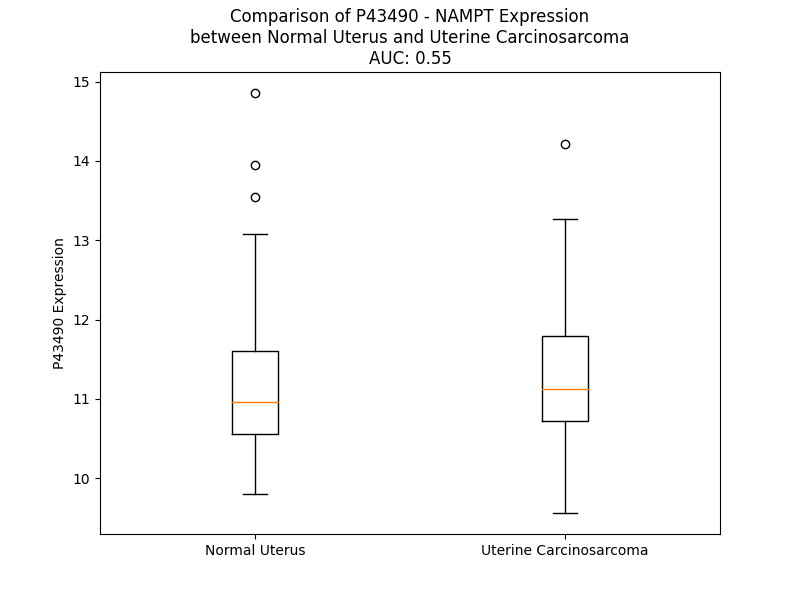 Comparison of P43490 - NAMPT Expression
between Normal Uterus and Uterine Carcinosarcoma
AUC: 0.55
15
14
13
12
11
10
P43490 Expression
Normal Uterus
Uterine Carcinosarcoma